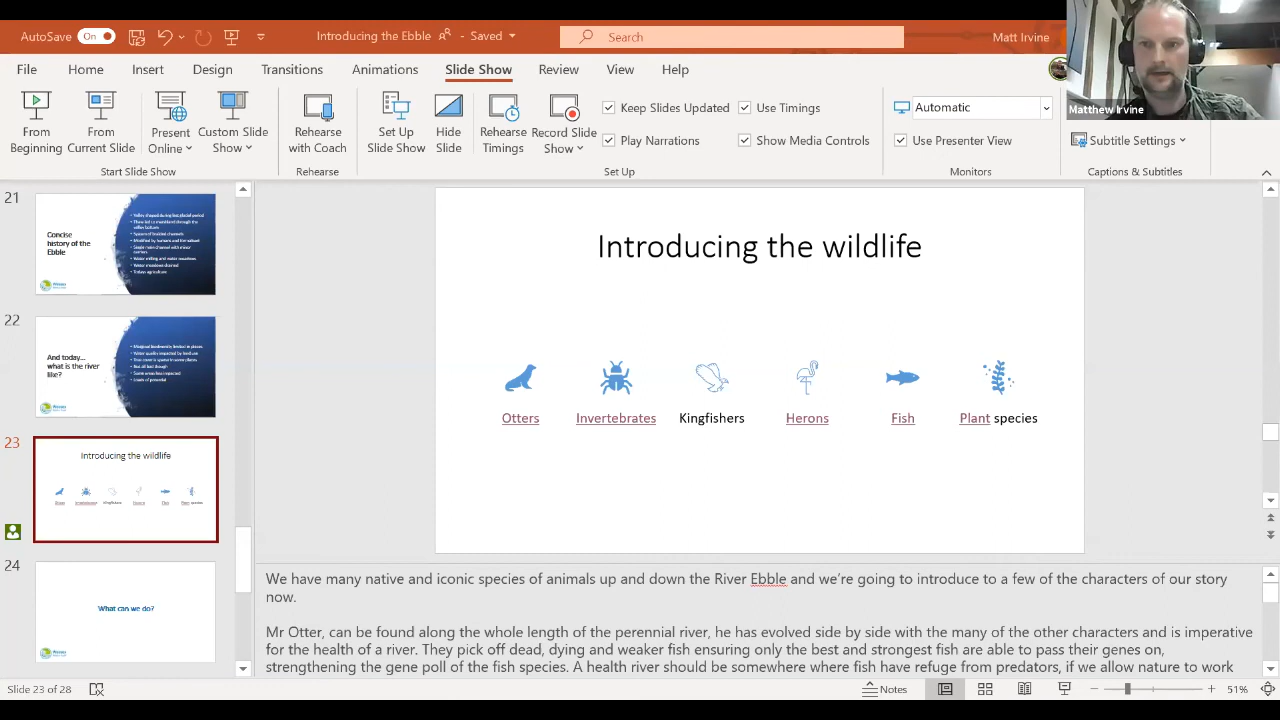 AutoSave On
Introducing the Ebble - Saved
Search
Matt Irvine
Matthew Irvine
File Home Insert Design Transitions Animations Slide Show Review View Help
From Beginning
From Current Slide
Present Online
Custom Slide Show
Rehearse with Coach
Set Up Slide Show
Hide Slide
Rehearse Timings
Record Slide Show
Keep Slides Updated
Use Timings
Play Narrations
Show Media Controls
Automatic
Use Presenter View
Subtitle Settings
Start Slide Show
Rehearse
Set Up
Monitors
Captions & Subtitles
21
Concise
history of the
Ebble
22
And today...
what is the river
like?
23
Introducing the wildlife
24
What can we do?
Introducing the wildlife
Otters Invertebrates Kingfishers Herons Fish Plant species
We have many native and iconic species of animals up and down the River Ebble and we're going to introduce to a few of the characters of our story
now.
Mr Otter, can be found along the whole length of the perennial river, he has evolved side by side with the many of the other characters and is imperative
for the health of a river. They pick off dead, dying and weaker fish ensuring only the best and strongest fish are able to pass their genes on,
strengthening the gene poll of the fish species. A health river should be somewhere where fish have refuge from predators, if we allow nature to work
Slide 23 of 28
Notes
51%